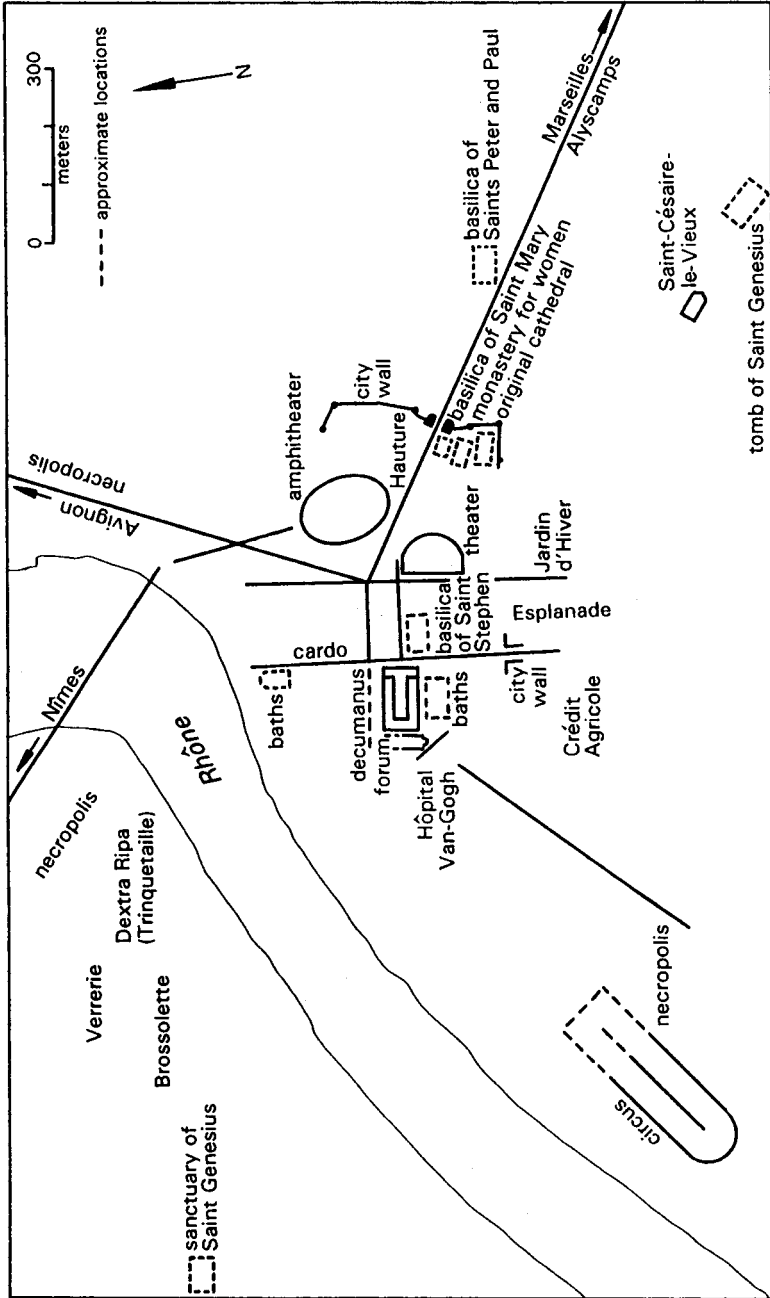 0
300
meters
approximate locations
N
Nîmes
Avignon
necropolis
necropolis
Verrerie
Dextra Ripa
(Trinquetaille)
Brossolette
sanctuary of
Saint Genesius
Rhône
amphitheater
city
wall
Hauture
baths
cardo
decumanus
forum
baths
basilica
of Saint
Stephen
theater
Hôpital
Van-Gogh
city
wall
Esplanade
Jardin
d'Hiver
Crédit
Agricole
basilica of Saint Mary
monastery for women
original cathedral
basilica of
Saints Peter and Paul
Marseilles
Alyscamps
Saint-Césaire-
le-Vieux
tomb of Saint Genesius
necropolis
circus